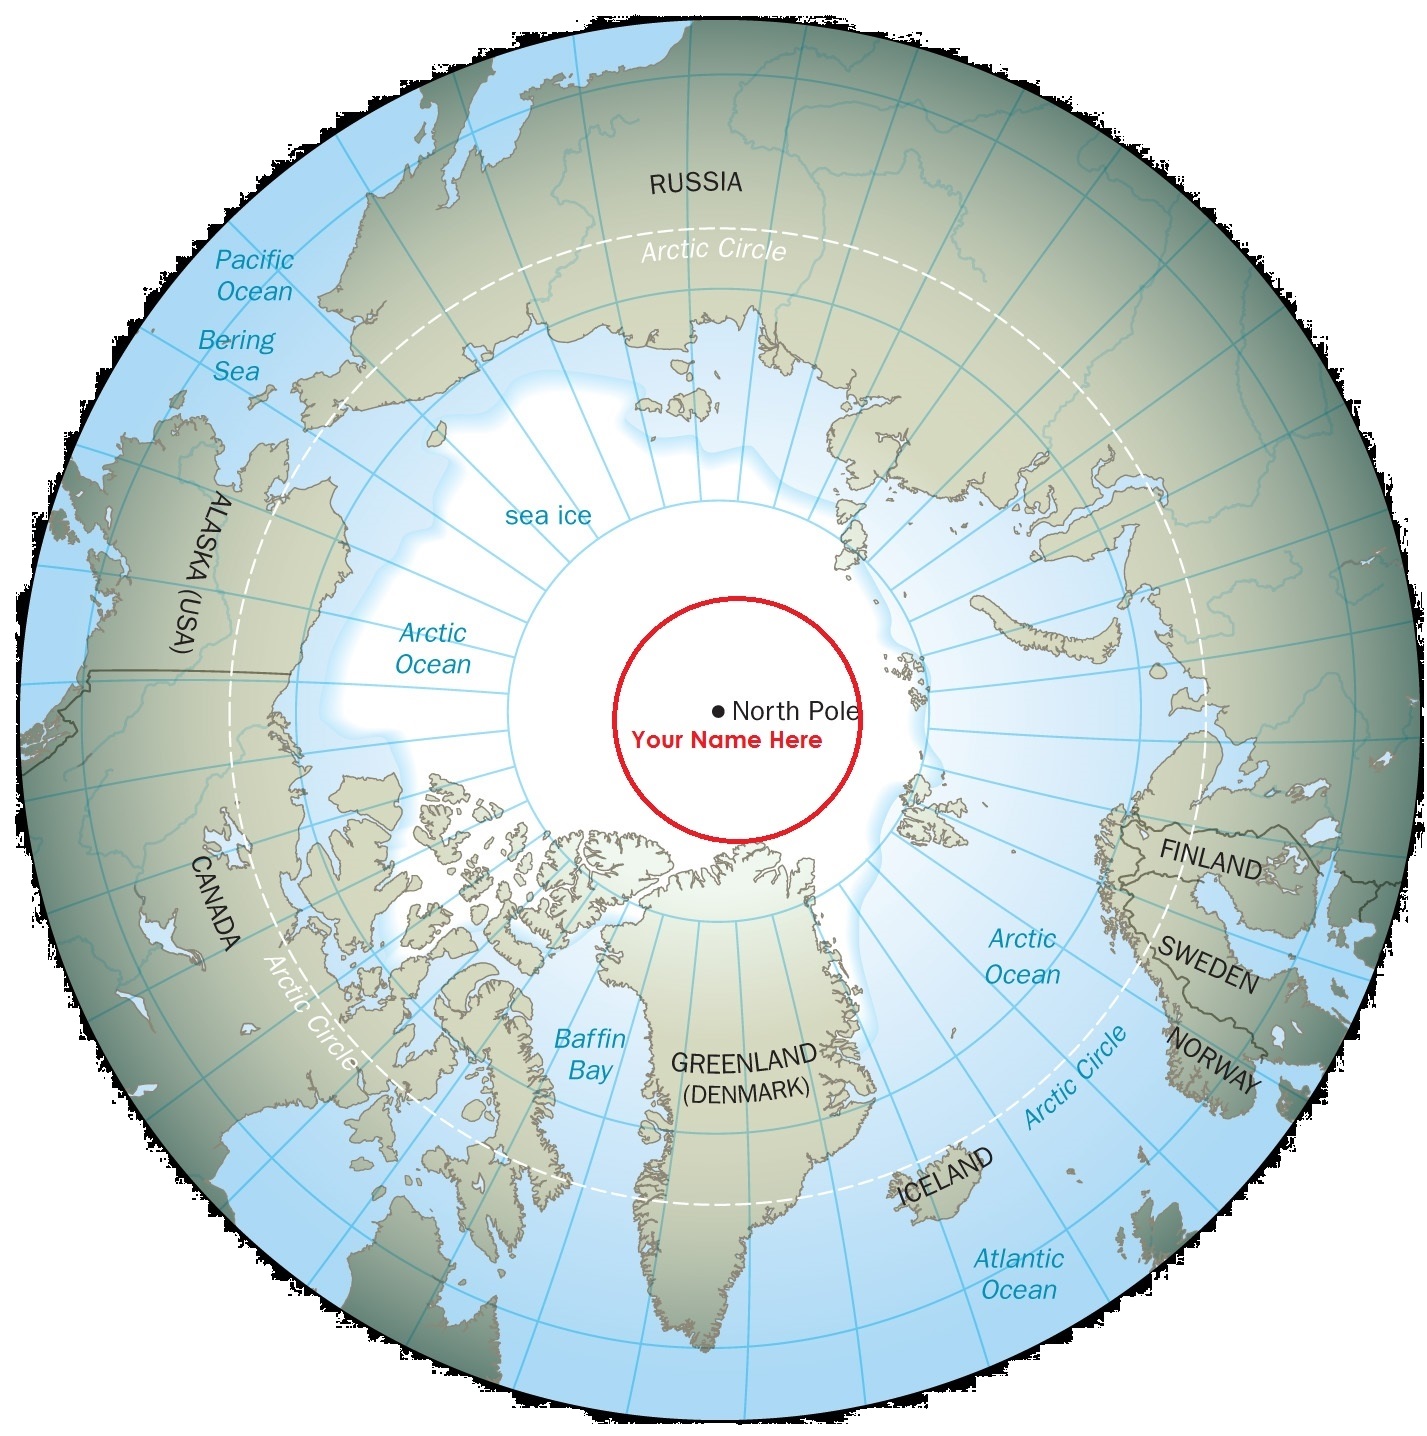 RUSSIA
Arctic Circle
Pacific
Ocean
Bering
Sea
ALASKA (USA)
sea ice
Arctic
Ocean
North Pole
Your Name Here
CANADA
FINLAND
Arctic
Ocean
SWEDEN
Arctic Circle
Baffin
Bay
GREENLAND
(DENMARK)
NORWAY
Arctic Circle
ICELAND
Atlantic
Ocean